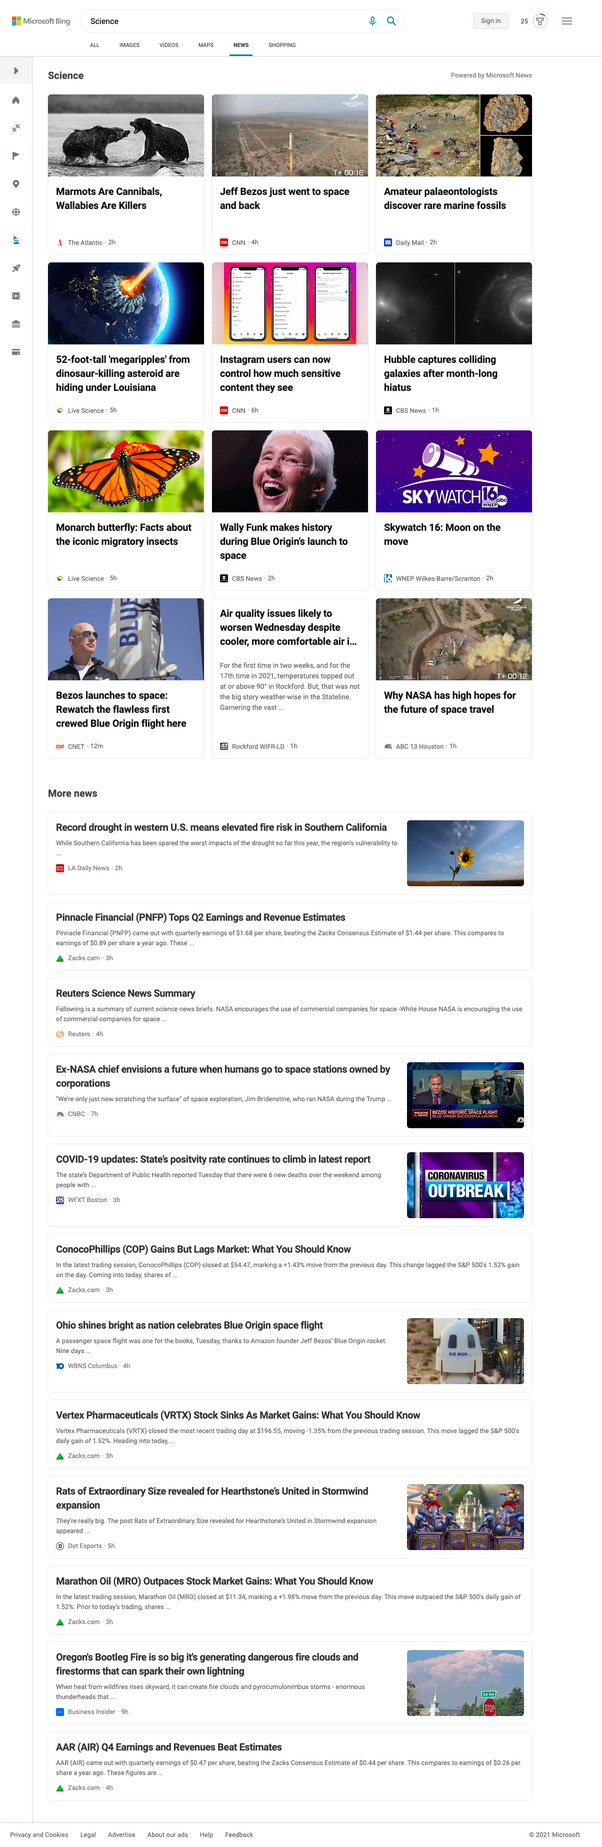 Microsoft Bing
Science
Sign in
25
ALL IMAGES VIDEOS MAPS NEWS SHOPPING
Science
Powered by Microsoft News
Marmots Are Cannibals,
Wallabies Are Killers
The Atlantic · 2h
T+ 00:16
Jeff Bezos just went to space
and back
CNN · 4h
Amateur palaeontologists
discover rare marine fossils
Daily Mail · 2h
52-foot-tall 'megaripples' from
dinosaur-killing asteroid are
hiding under Louisiana
Live Science · 5h
Instagram users can now
control how much sensitive
content they see
CNN · 6h
Hubble captures colliding
galaxies after month-long
hiatus
CBS News · 1h
Monarch butterfly: Facts about
the iconic migratory insects
Live Science · 5h
Wally Funk makes history
during Blue Origin's launch to
space
CBS News · 2h
SKYWATCH 16
abc
WNEP
Skywatch 16: Moon on the
move
WNEP Wilkes-Barre/Scranton · 2h
BLUE
Bezos launches to space:
Rewatch the flawless first
crewed Blue Origin flight here
CNET · 12m
Air quality issues likely to
worsen Wednesday despite
cooler, more comfortable air i...
For the first time in two weeks, and for the
17th time in 2021, temperatures topped out
at or above 90° in Rockford. But, that was not
the big story weather-wise in the Stateline.
Garnering the vast ...
Rockford WIFR-LD · 1h
T+ 00:12
Why NASA has high hopes for
the future of space travel
ABC 13 Houston · 1h
More news
Record drought in western U.S. means elevated fire risk in Southern California
While Southern California has been spared the worst impacts of the drought so far this year, the region's vulnerability to
...
LA Daily News · 2h
Pinnacle Financial (PNFP) Tops Q2 Earnings and Revenue Estimates
Pinnacle Financial (PNFP) came out with quarterly earnings of $1.68 per share, beating the Zacks Consensus Estimate of $1.44 per share. This compares to
earnings of $0.89 per share a year ago. These ...
Zacks.com · 3h
Reuters Science News Summary
Following is a summary of current science news briefs. NASA encourages the use of commercial companies for space -White House NASA is encouraging the use
of commercial companies for space ...
Reuters · 4h
Ex-NASA chief envisions a future when humans go to space stations owned by
corporations
"We're only just now scratching the surface" of space exploration, Jim Bridenstine, who ran NASA during the Trump ...
CNBC · 7h
BEZOS' HISTORIC SPACE FLIGHT
BLUE ORIGIN SUCCESSFUL LAUNCH
COVID-19 updates: State's positvity rate continues to climb in latest report
The state's Department of Public Health reported Tuesday that there were 6 new deaths over the weekend among
people with ...
WFXT Boston · 3h
CORONAVIRUS
OUTBREAK
ConocoPhillips (COP) Gains But Lags Market: What You Should Know
In the latest trading session, ConocoPhillips (COP) closed at $54.47, marking a +1.43% move from the previous day. This change lagged the S&P 500's 1.52% gain
on the day. Coming into today, shares of ...
Zacks.com · 3h
Ohio shines bright as nation celebrates Blue Origin space flight
A passenger space flight was one for the books, Tuesday, thanks to Amazon founder Jeff Bezos' Blue Origin rocket.
Nine days ...
WBNS Columbus · 4h
Vertex Pharmaceuticals (VRTX) Stock Sinks As Market Gains: What You Should Know
Vertex Pharmaceuticals (VRTX) closed the most recent trading day at $196.55, moving -1.35% from the previous trading session. This move lagged the S&P 500's
daily gain of 1.52%. Heading into today, ...
Zacks.com · 3h
Rats of Extraordinary Size revealed for Hearthstone's United in Stormwind
expansion
They're really big. The post Rats of Extraordinary Size revealed for Hearthstone's United in Stormwind expansion
appeared ...
Dot Esports · 5h
Marathon Oil (MRO) Outpaces Stock Market Gains: What You Should Know
In the latest trading session, Marathon Oil (MRO) closed at $11.34, marking a +1.98% move from the previous day. This move outpaced the S&P 500's daily gain of
1.52%. Prior to today's trading, shares ...
Zacks.com · 3h
Oregon's Bootleg Fire is so big it's generating dangerous fire clouds and
firestorms that can spark their own lightning
When heat from wildfires rises skyward, it can create fire clouds and pyrocumulonimbus storms - enormous
thunderheads that ...
Business Insider · 9h
STOP
AAR (AIR) Q4 Earnings and Revenues Beat Estimates
AAR (AIR) came out with quarterly earnings of $0.47 per share, beating the Zacks Consensus Estimate of $0.44 per share. This compares to earnings of $0.26 per
share a year ago. These figures are ...
Zacks.com · 4h
Privacy and Cookies Legal Advertise About our ads Help Feedback
© 2021 Microsoft